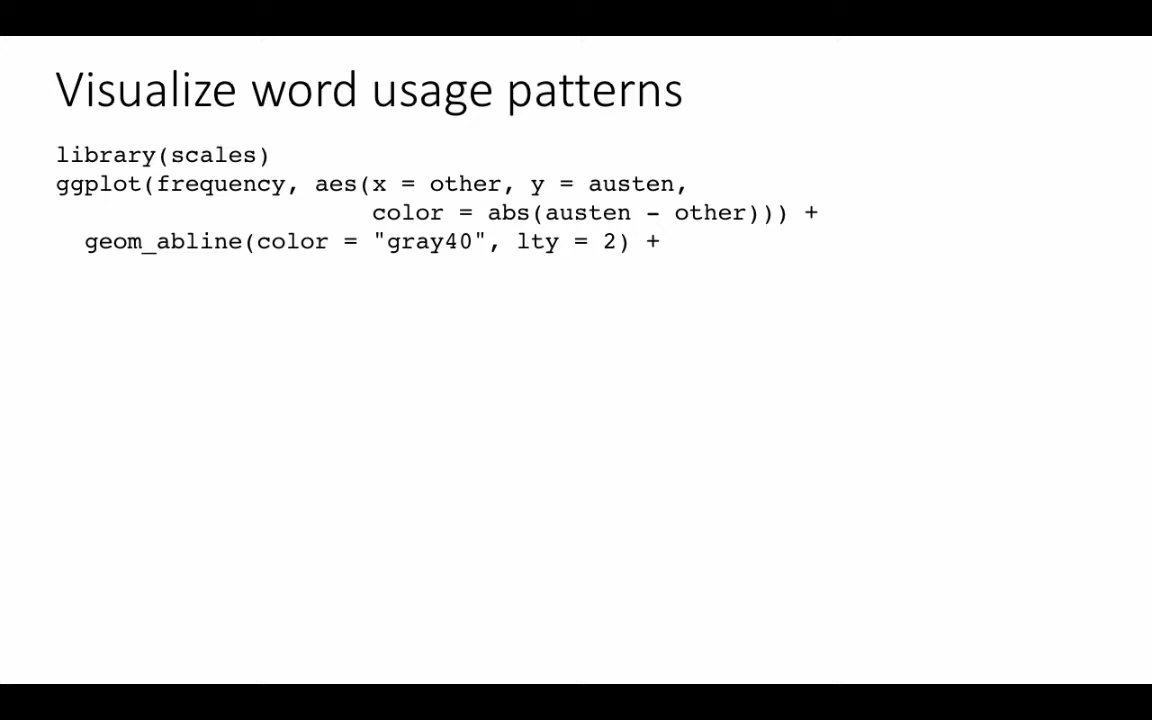 Visualize word usage patterns
library(scales)
ggplot(frequency, aes(x = other, y = austen,
color = abs(austen - other))) +
geom_abline(color = "gray40", lty = 2) +